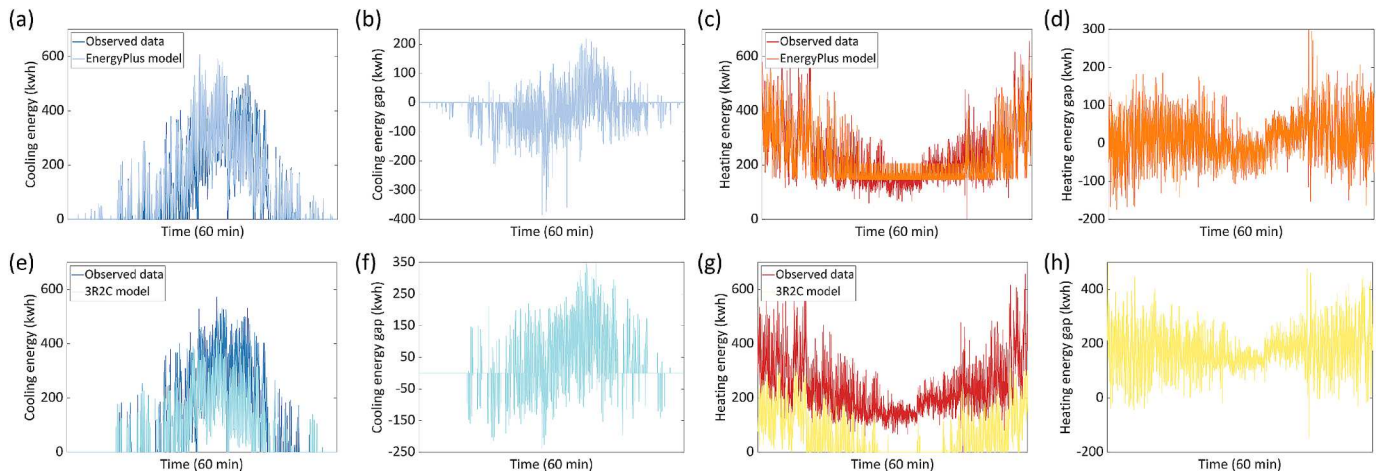 (a)
Cooling energy (kwh)
600
400
200
0
Observed data
EnergyPlus model
Time (60 min)
(b)
Cooling energy gap (kwh)
200
100
0
-100
-200
-300
-400
Time (60 min)
(c)
Heating energy (kwh)
600
400
200
0
Observed data
EnergyPlus model
Time (60 min)
(d)
Heating energy gap (kwh)
300
200
100
0
-100
-200
Time (60 min)
(e)
Cooling energy (kwh)
600
400
200
0
Observed data
3R2C model
Time (60 min)
(f)
Cooling energy gap (kwh)
350
250
150
50
-50
-150
-250
Time (60 min)
(g)
Heating energy (kwh)
600
400
200
0
Observed data
3R2C model
Time (60 min)
(h)
Heating energy gap (kwh)
400
200
0
-200
Time (60 min)